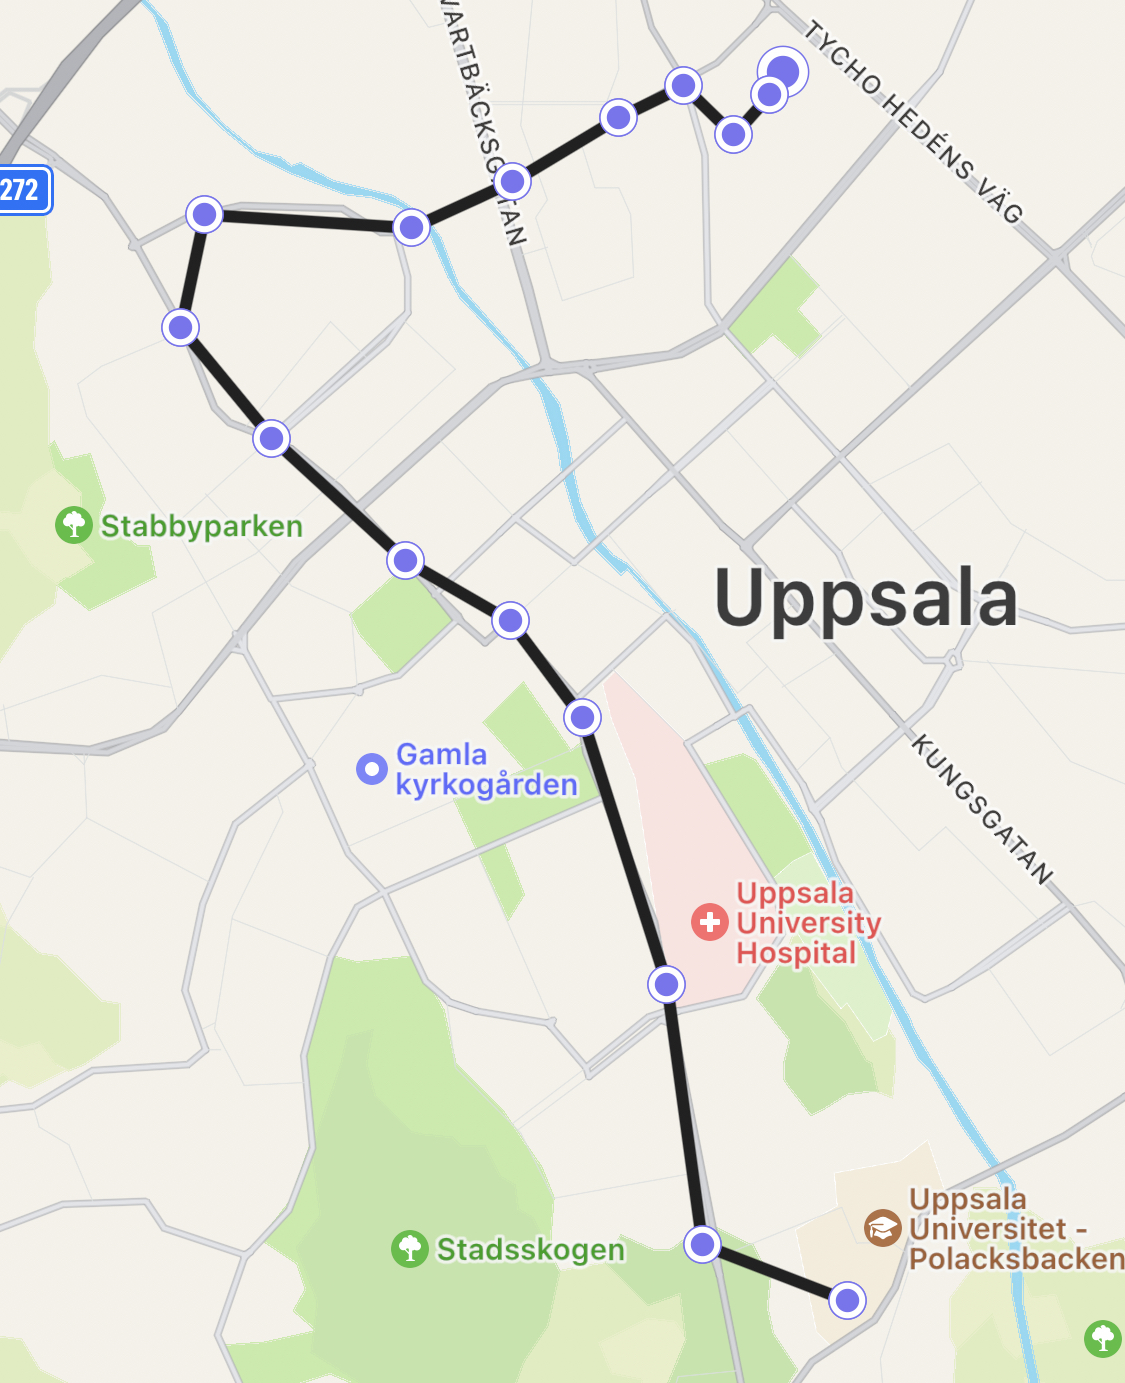 VARTBÄCKSGATAN
TYCHO HEDÉNS VÄG
272
Stabbyparken
Uppsala
Gamla
kyrkogården
KUNGSGATAN
Uppsala
University
Hospital
Uppsala
Universitet -
Polacksbacken
Stadsskogen